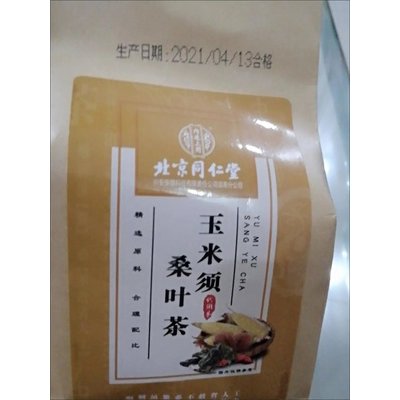 生产日期:2021/04/13合格
北京同仁堂
玉米须
桑叶茶
YU MI XU
SANG YE CHA
精选原料 合理配比